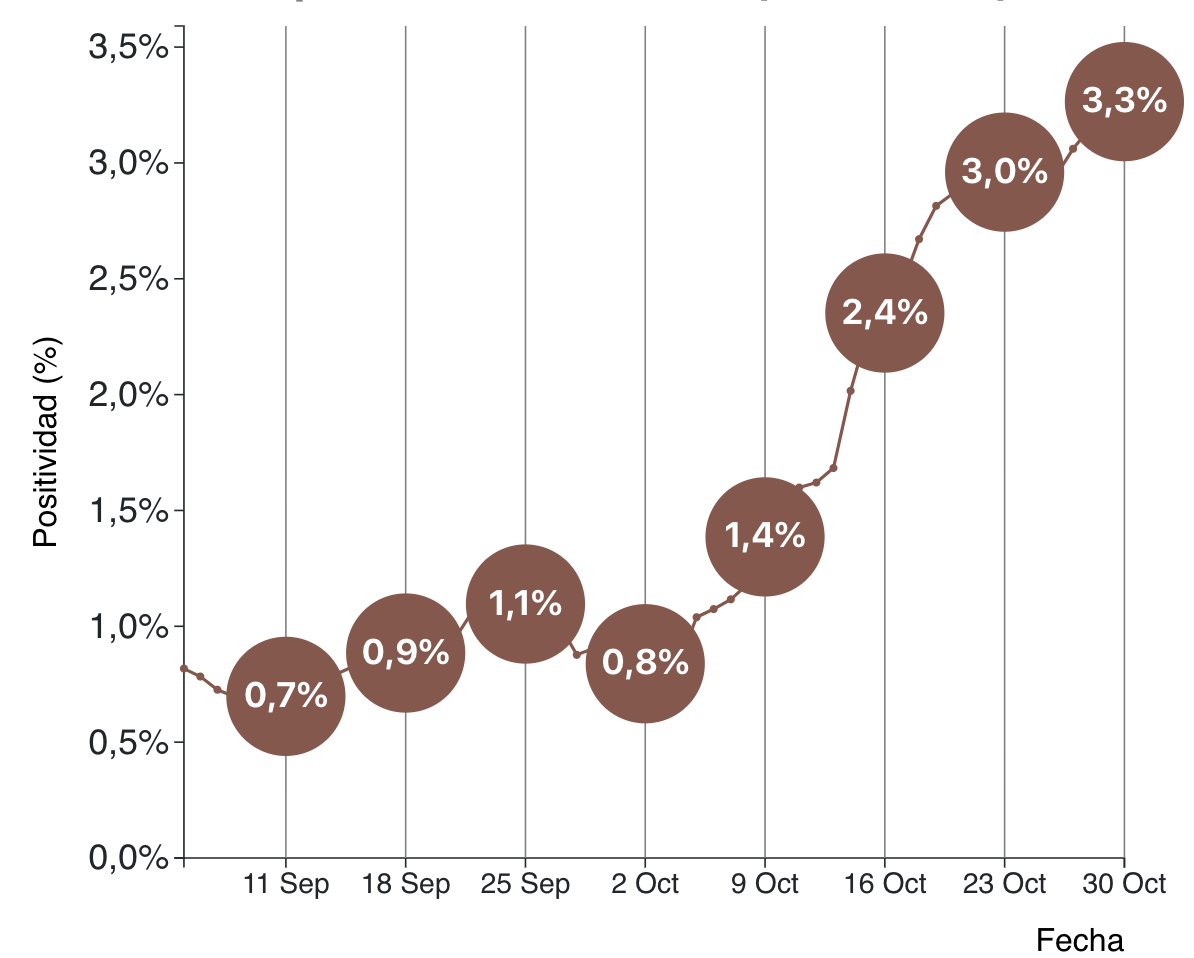 3,5%
3,0%
2,5%
2,0%
1,5%
1,0%
0,5%
0,0%
Positividad (%)
0,7%
0,9%
1,1%
0,8%
1,4%
2,4%
3,0%
3,3%
11 Sep
18 Sep
25 Sep
2 Oct
9 Oct
16 Oct
23 Oct
30 Oct
Fecha